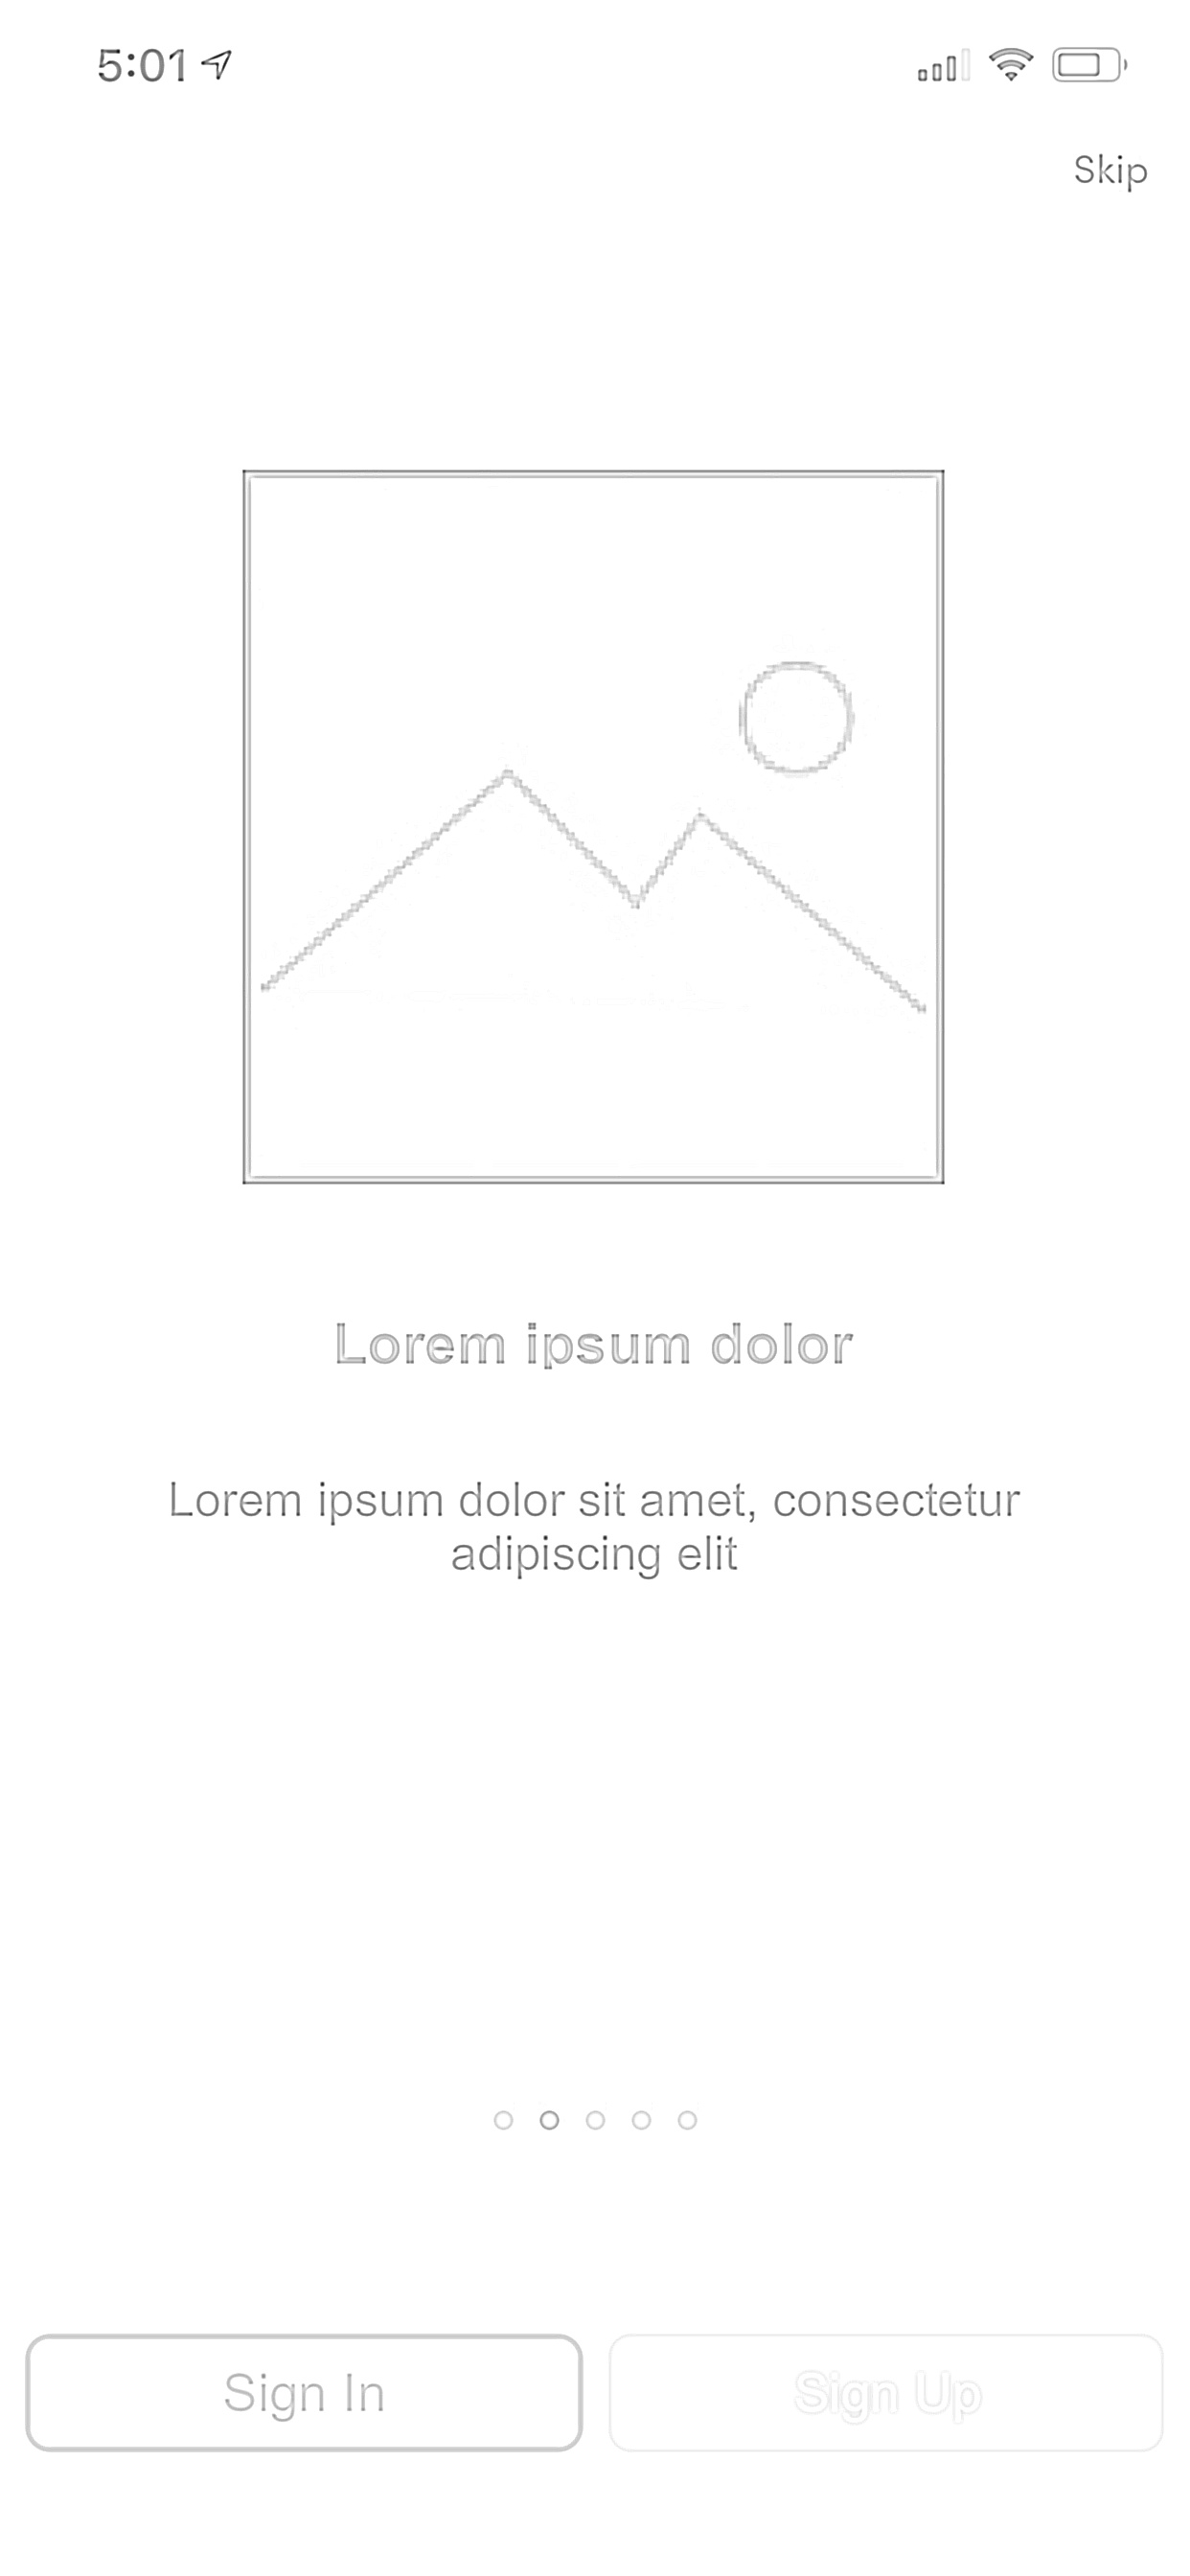 5:01
Skip
Lorem ipsum dolor
Lorem ipsum dolor sit amet, consectetur
adipiscing elit
Sign In
Sign Up